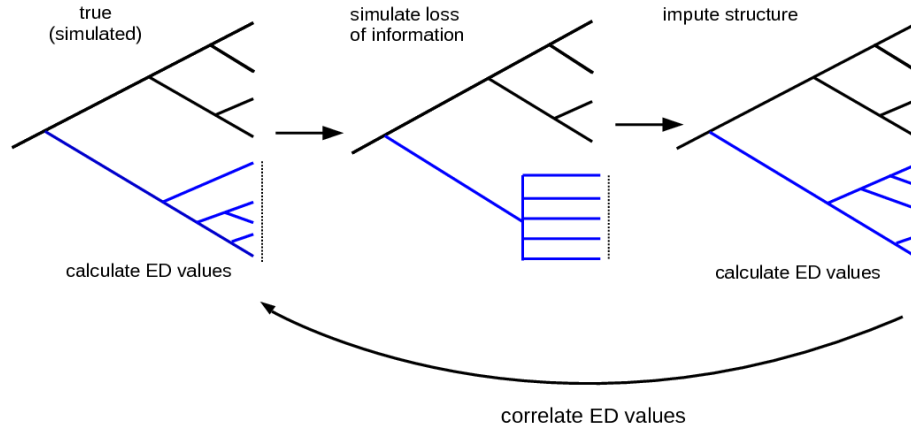 true
(simulated)
simulate loss
of information
impute structure
calculate ED values
calculate ED values
correlate ED values